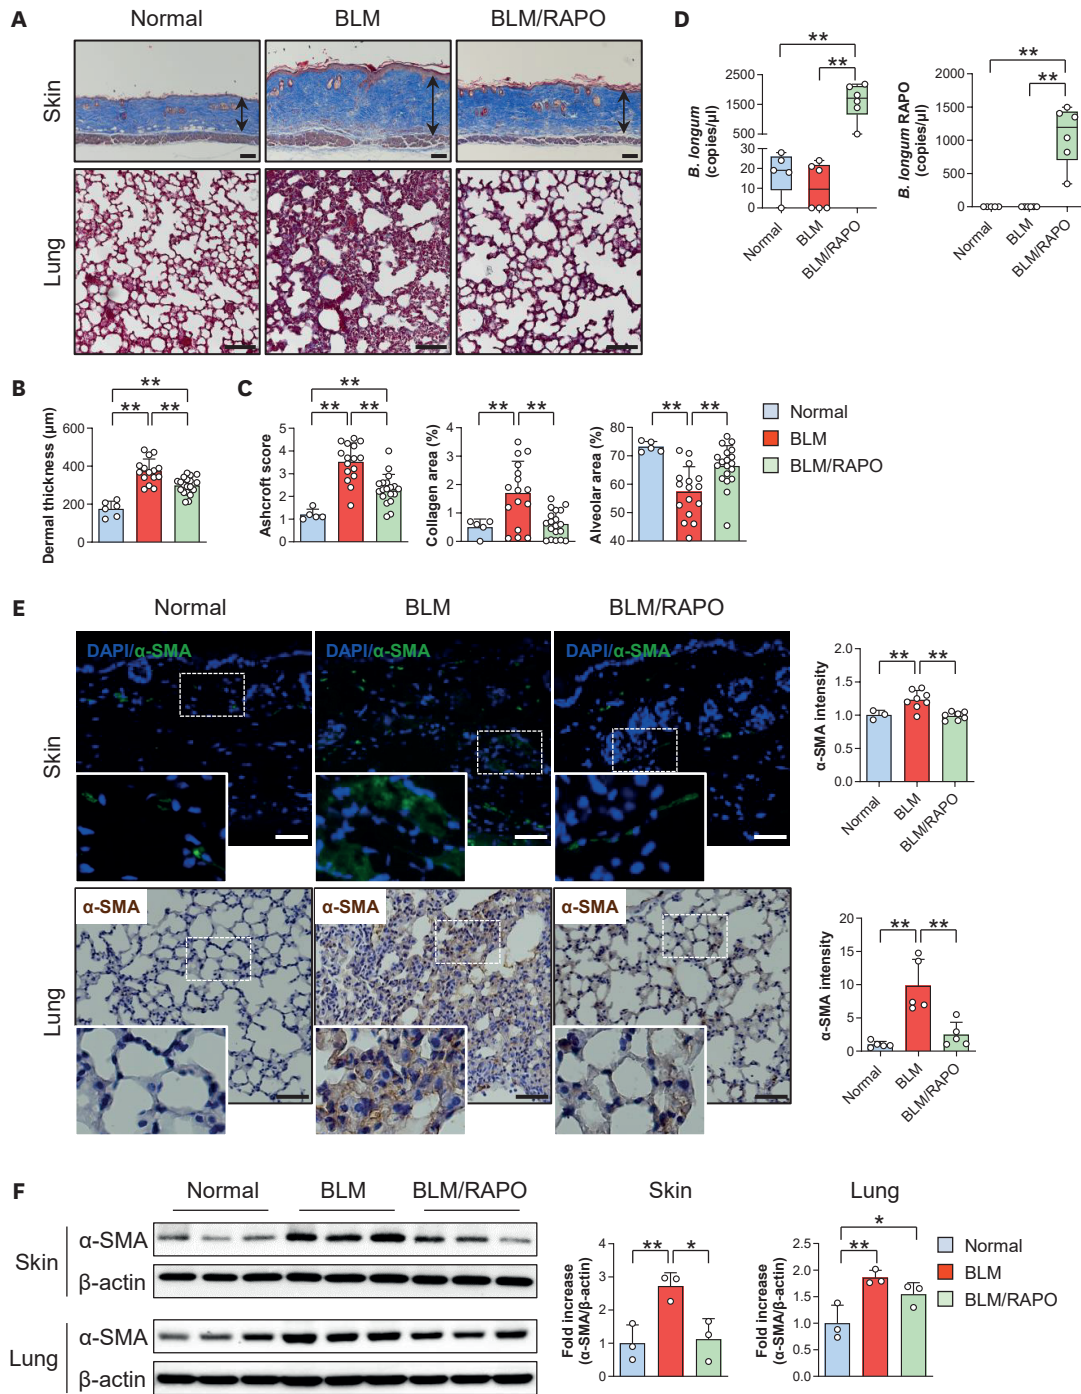 A
Normal
BLM
BLM/RAPO
Skin
Lung
B
**
**
**
Dermal thickness (μm)
600
400
200
0
C
**
**
**
Ashcroft score
5
4
3
2
1
0
**
**
Collagen area (%)
4
3
2
1
0
**
**
Alveolar area (%)
80
70
60
50
40
Normal
BLM
BLM/RAPO
D
**
**
B. longum
(copies/μl)
2500
1500
500
30
20
10
0
Normal
BLM
BLM/RAPO
**
**
B. longum RAPO
(copies/μl)
2000
1500
1000
500
0
Normal
BLM
BLM/RAPO
E
Normal
BLM
BLM/RAPO
Skin
DAPI/α-SMA
DAPI/α-SMA
DAPI/α-SMA
**
**
α-SMA intensity
2.0
1.5
1.0
0.5
0.0
Normal
BLM
BLM/RAPO
Lung
α-SMA
α-SMA
α-SMA
**
**
α-SMA intensity
20
15
10
5
0
Normal
BLM
BLM/RAPO
F
Normal
BLM
BLM/RAPO
Skin
α-SMA
β-actin
Lung
α-SMA
β-actin
Skin
**
*
Fold increase
(α-SMA/β-actin)
4
3
2
1
0
Lung
*
**
Fold increase
(α-SMA/β-actin)
2.5
2.0
1.5
1.0
0.5
0.0
Normal
BLM
BLM/RAPO